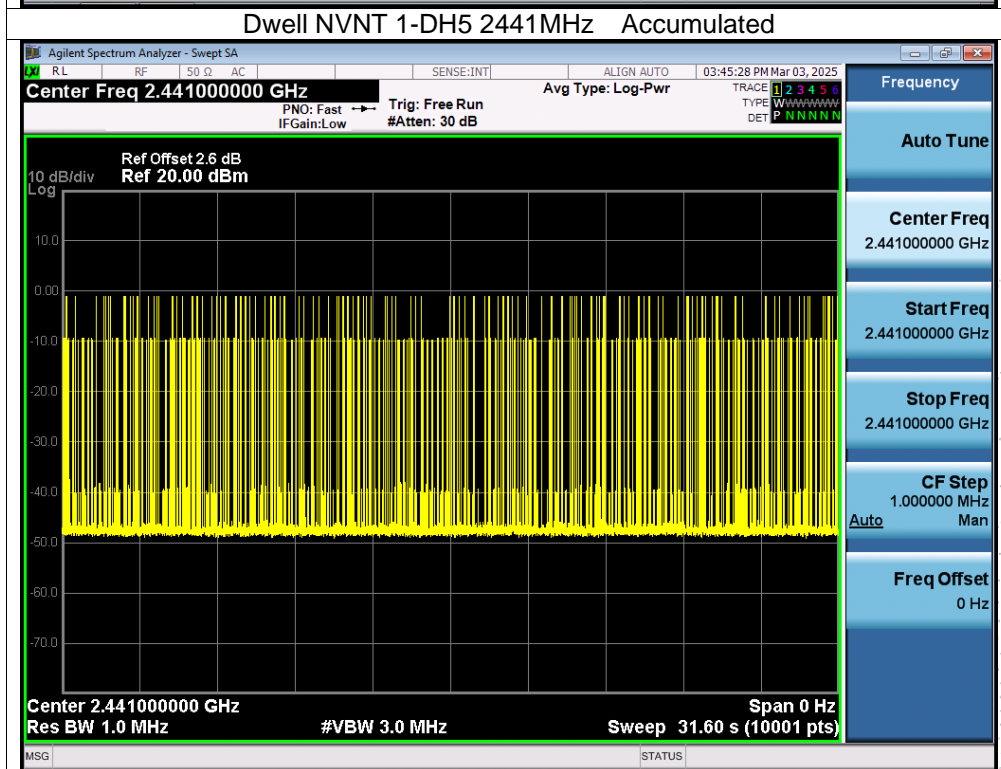 Dwell NVNT 1-DH5 2441MHz Accumulated
Agilent Spectrum Analyzer - Swept SA
LXI RL RF 50 Ω AC SENSE:INT ALIGN AUTO 03:45:28 PM Mar 03, 2025
Center Freq 2.441000000 GHz
PNO: Fast
IFGain:Low
Trig: Free Run
#Atten: 30 dB
Avg Type: Log-Pwr
TRACE 1 2 3 4 5 6
TYPE WWWWWW
DET P N N N N N
Ref Offset 2.6 dB
10 dB/div Ref 20.00 dBm
Log
10.0
0.00
-10.0
-20.0
-30.0
-40.0
-50.0
-60.0
-70.0
Center 2.441000000 GHz Span 0 Hz
Res BW 1.0 MHz #VBW 3.0 MHz Sweep 31.60 s (10001 pts)
MSG STATUS
Frequency
Auto Tune
Center Freq
2.441000000 GHz
Start Freq
2.441000000 GHz
Stop Freq
2.441000000 GHz
CF Step
1.000000 MHz
Auto Man
Freq Offset
0 Hz